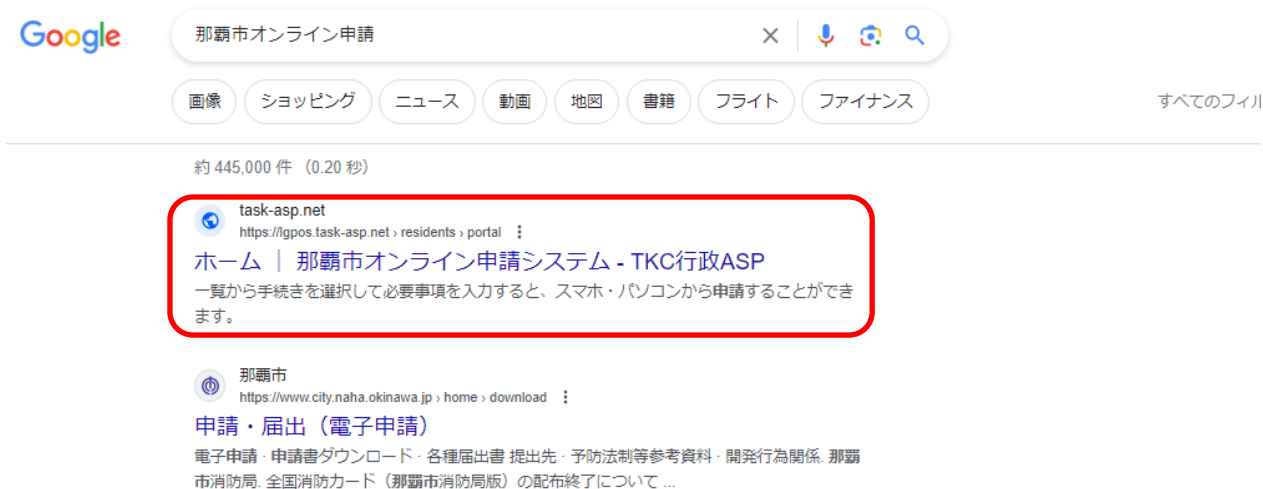 Google
那覇市オンライン申請
画像 ショッピング ニュース 動画 地図 書籍 フライト ファイナンス
すべてのフィル
約 445,000 件 (0.20 秒)
task-asp.net
https://lgpos.task-asp.net › residents › portal
ホーム | 那覇市オンライン申請システム - TKC行政ASP
一覧から手続きを選択して必要事項を入力すると、スマホ・パソコンから申請することができ
ます。
那覇市
https://www.city.naha.okinawa.jp › home › download
申請・届出（電子申請）
電子申請 · 申請書ダウンロード · 各種届出書 提出先 · 予防法制等参考資料 · 開発行為関係. 那覇
市消防局. 全国消防カード（那覇市消防局版）の配布終了について ...